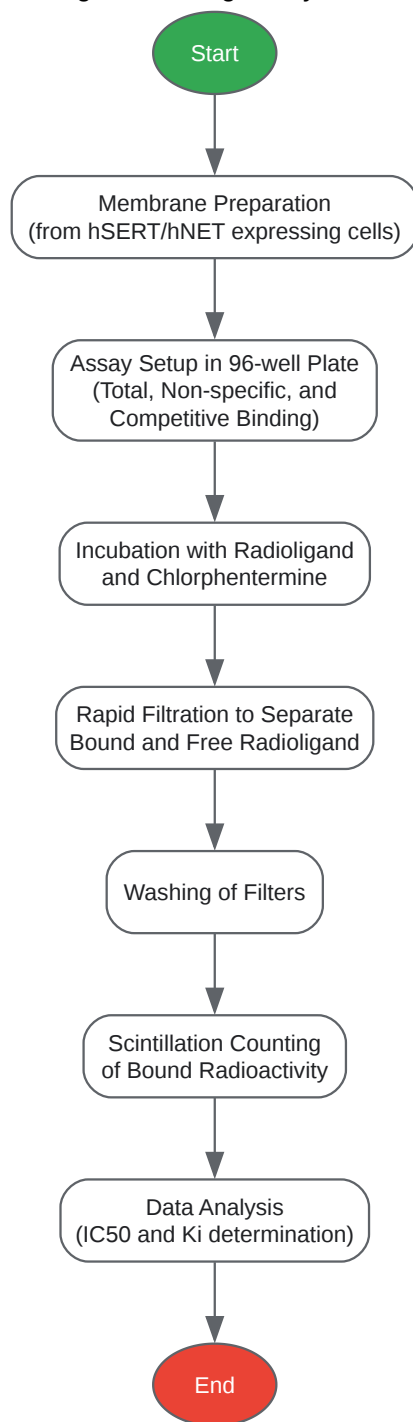 Start
Membrane Preparation
(from hSERT/hNET expressing cells)
Assay Setup in 96-well Plate
(Total, Non-specific, and
Competitive Binding)
Incubation with Radioligand
and Chlorphentermine
Rapid Filtration to Separate
Bound and Free Radioligand
Washing of Filters
Scintillation Counting
of Bound Radioactivity
Data Analysis
(IC50 and Ki determination)
End